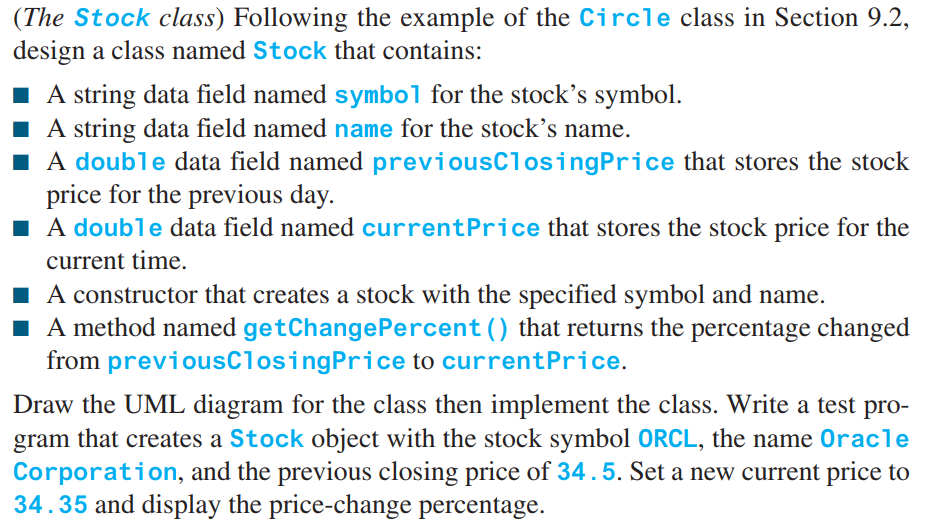 (The Stock class) Following the example of the Circle class in Section 9.2,
design a class named Stock that contains:
■ A string data field named symbol for the stock’s symbol.
■ A string data field named name for the stock’s name.
■ A double data field named previousClosingPrice that stores the stock
price for the previous day.
■ A double data field named currentPrice that stores the stock price for the
current time.
■ A constructor that creates a stock with the specified symbol and name.
■ A method named getChangePercent() that returns the percentage changed
from previousClosingPrice to currentPrice.
Draw the UML diagram for the class then implement the class. Write a test pro-
gram that creates a Stock object with the stock symbol ORCL, the name Oracle
Corporation, and the previous closing price of 34.5. Set a new current price to
34.35 and display the price-change percentage.